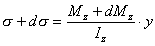 σ + dσ = (M_z + dM_z) / I_z · y